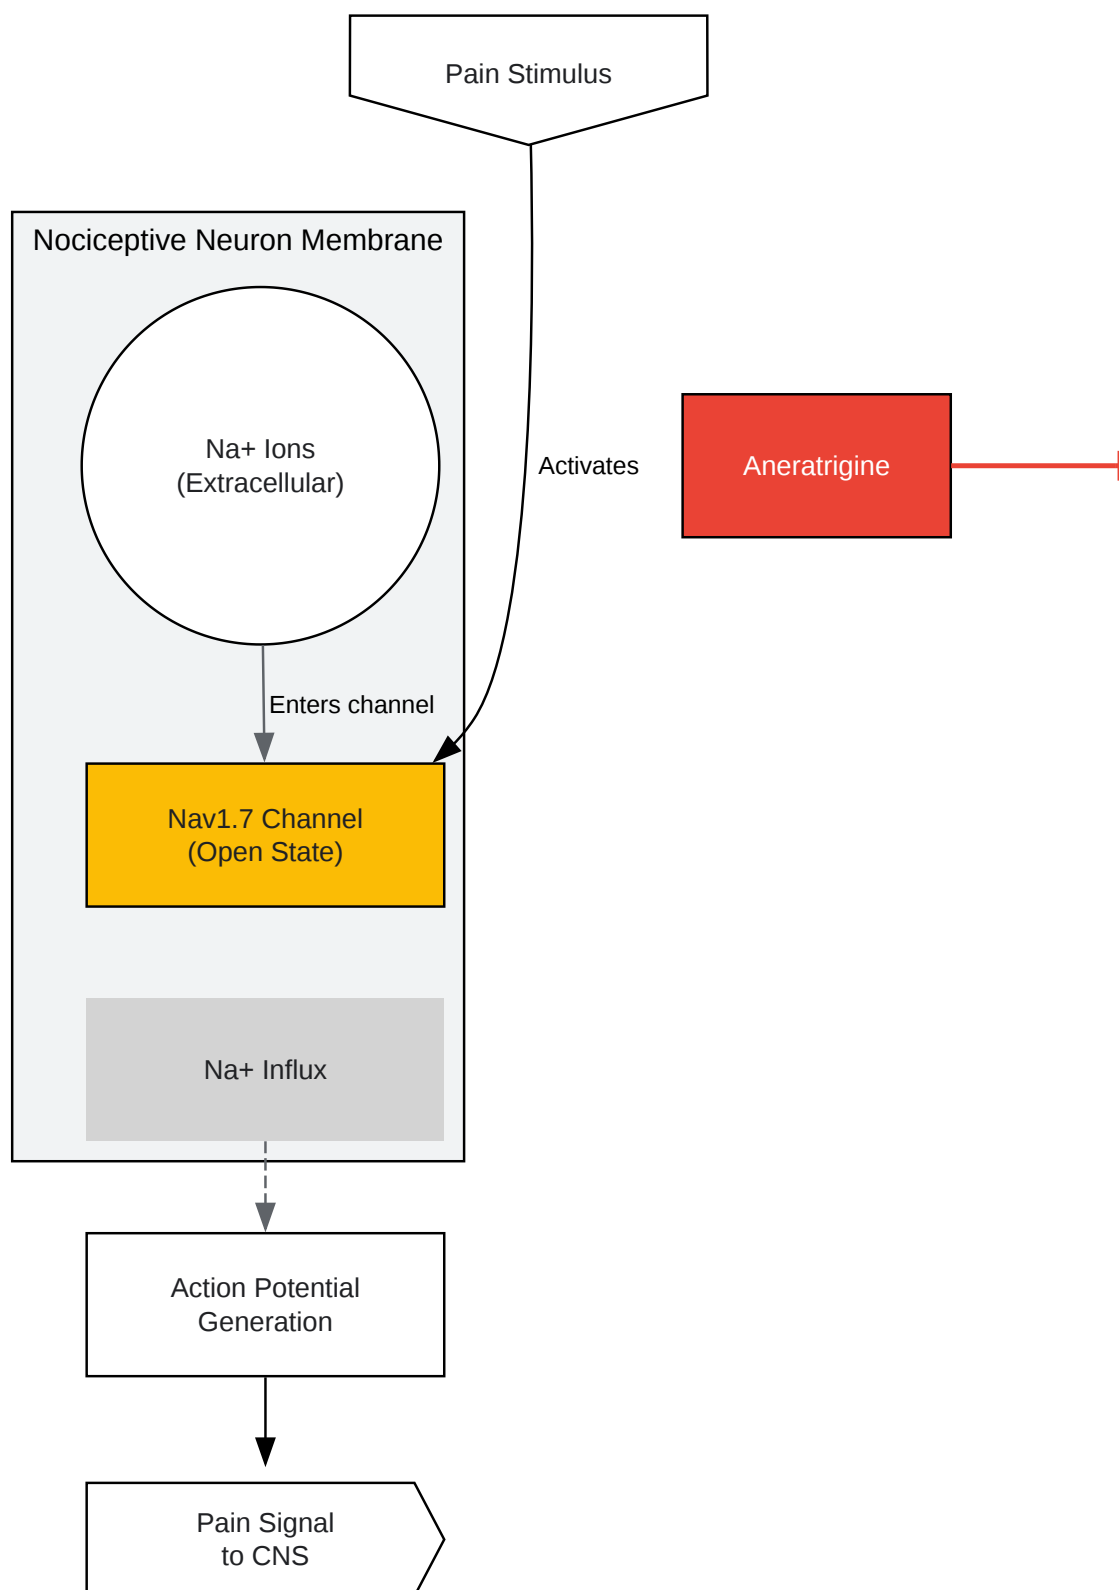 Pain Stimulus
Nociceptive Neuron Membrane
Na+ Ions
(Extracellular)
Activates
Aneratrigine
Enters channel
Nav1.7 Channel
(Open State)
Na+ Influx
Action Potential
Generation
Pain Signal
to CNS